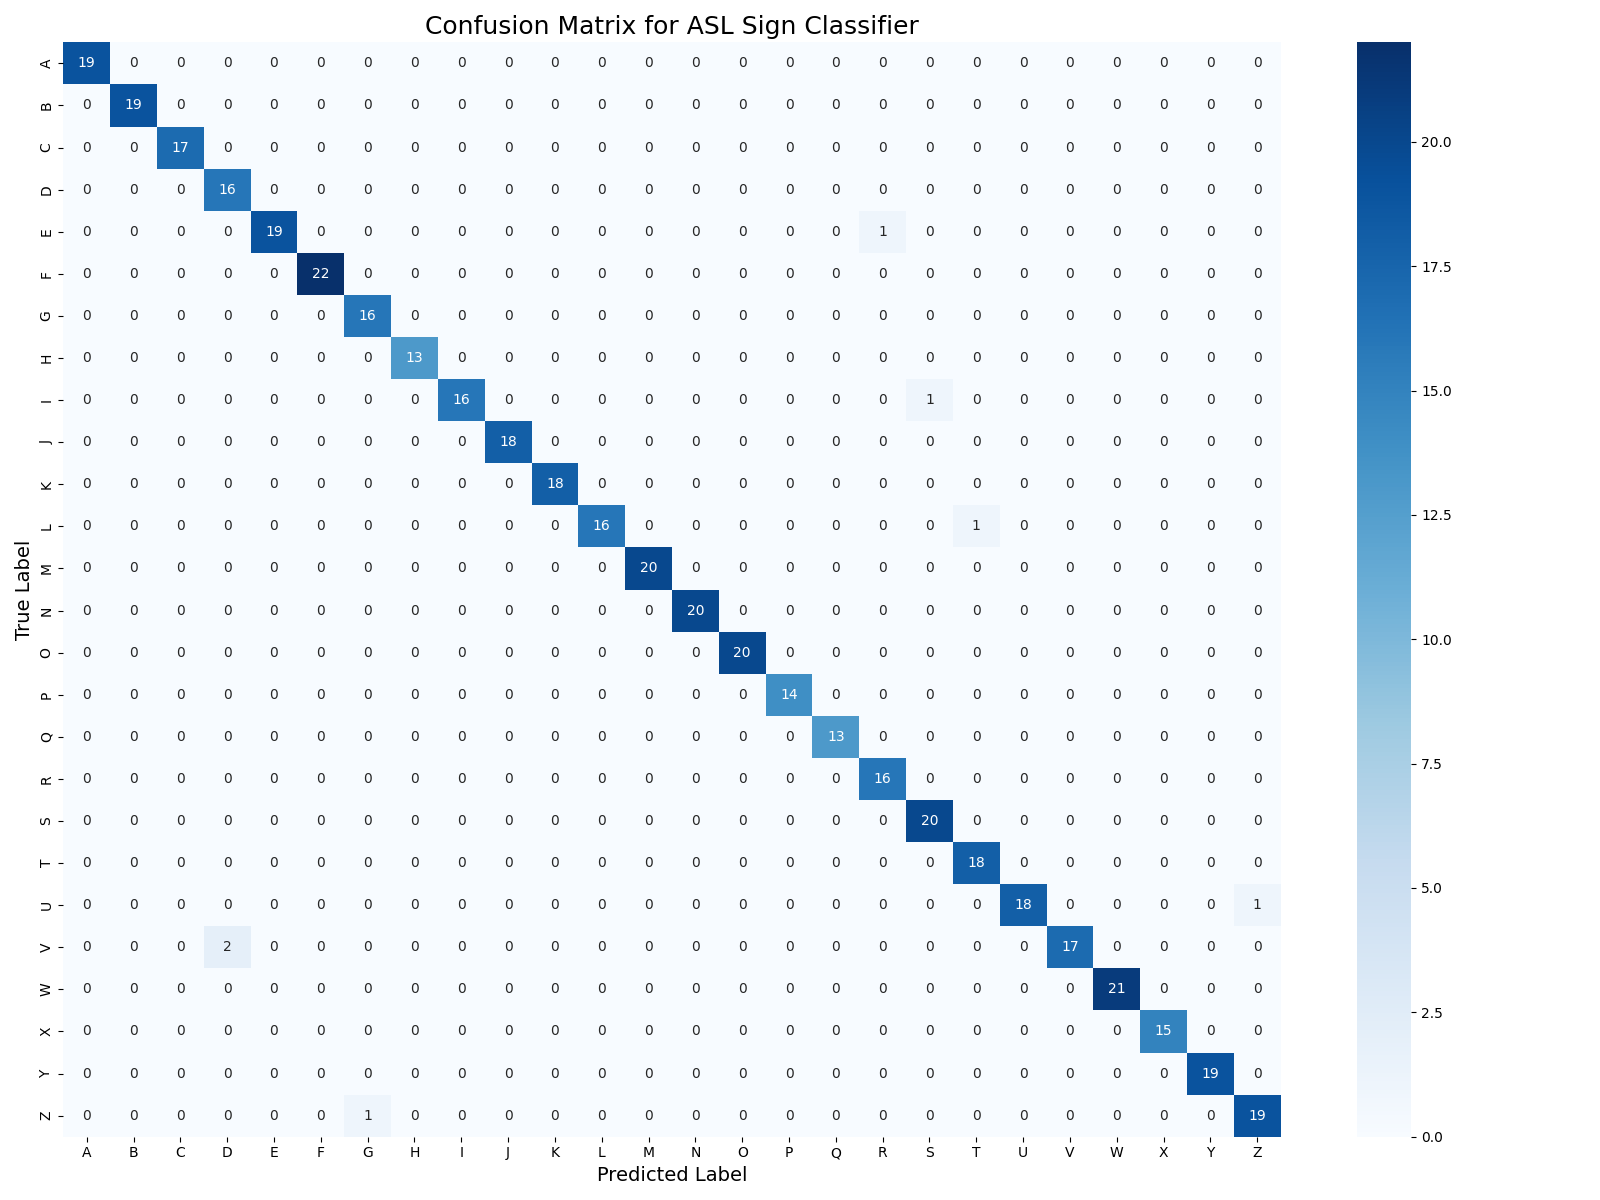 Confusion Matrix for ASL Sign Classifier
A 19 0 0 0 0 0 0 0 0 0 0 0 0 0 0 0 0 0 0 0 0 0 0 0 0 0
B 0 19 0 0 0 0 0 0 0 0 0 0 0 0 0 0 0 0 0 0 0 0 0 0 0 0
C 0 0 17 0 0 0 0 0 0 0 0 0 0 0 0 0 0 0 0 0 0 0 0 0 0 0
D 0 0 0 16 0 0 0 0 0 0 0 0 0 0 0 0 0 0 0 0 0 0 0 0 0 0
E 0 0 0 0 19 0 0 0 0 0 0 0 0 0 0 0 0 1 0 0 0 0 0 0 0 0
F 0 0 0 0 0 22 0 0 0 0 0 0 0 0 0 0 0 0 0 0 0 0 0 0 0 0
G 0 0 0 0 0 0 16 0 0 0 0 0 0 0 0 0 0 0 0 0 0 0 0 0 0 0
H 0 0 0 0 0 0 0 13 0 0 0 0 0 0 0 0 0 0 0 0 0 0 0 0 0 0
I 0 0 0 0 0 0 0 0 16 0 0 0 0 0 0 0 0 0 1 0 0 0 0 0 0 0
J 0 0 0 0 0 0 0 0 0 18 0 0 0 0 0 0 0 0 0 0 0 0 0 0 0 0
K 0 0 0 0 0 0 0 0 0 0 18 0 0 0 0 0 0 0 0 0 0 0 0 0 0 0
L 0 0 0 0 0 0 0 0 0 0 0 16 0 0 0 0 0 0 0 1 0 0 0 0 0 0
M 0 0 0 0 0 0 0 0 0 0 0 0 20 0 0 0 0 0 0 0 0 0 0 0 0 0
N 0 0 0 0 0 0 0 0 0 0 0 0 0 20 0 0 0 0 0 0 0 0 0 0 0 0
O 0 0 0 0 0 0 0 0 0 0 0 0 0 0 20 0 0 0 0 0 0 0 0 0 0 0
P 0 0 0 0 0 0 0 0 0 0 0 0 0 0 0 14 0 0 0 0 0 0 0 0 0 0
Q 0 0 0 0 0 0 0 0 0 0 0 0 0 0 0 0 13 0 0 0 0 0 0 0 0 0
R 0 0 0 0 0 0 0 0 0 0 0 0 0 0 0 0 0 16 0 0 0 0 0 0 0 0
S 0 0 0 0 0 0 0 0 0 0 0 0 0 0 0 0 0 0 20 0 0 0 0 0 0 0
T 0 0 0 0 0 0 0 0 0 0 0 0 0 0 0 0 0 0 0 18 0 0 0 0 0 0
U 0 0 0 0 0 0 0 0 0 0 0 0 0 0 0 0 0 0 0 0 18 0 0 0 0 1
V 0 0 0 2 0 0 0 0 0 0 0 0 0 0 0 0 0 0 0 0 0 17 0 0 0 0
W 0 0 0 0 0 0 0 0 0 0 0 0 0 0 0 0 0 0 0 0 0 0 21 0 0 0
X 0 0 0 0 0 0 0 0 0 0 0 0 0 0 0 0 0 0 0 0 0 0 0 15 0 0
Y 0 0 0 0 0 0 0 0 0 0 0 0 0 0 0 0 0 0 0 0 0 0 0 0 19 0
Z 0 0 0 0 0 0 1 0 0 0 0 0 0 0 0 0 0 0 0 0 0 0 0 0 0 19
A B C D E F G H I J K L M N O P Q R S T U V W X Y Z
Predicted Label
True Label
20.0
17.5
15.0
12.5
10.0
7.5
5.0
2.5
0.0